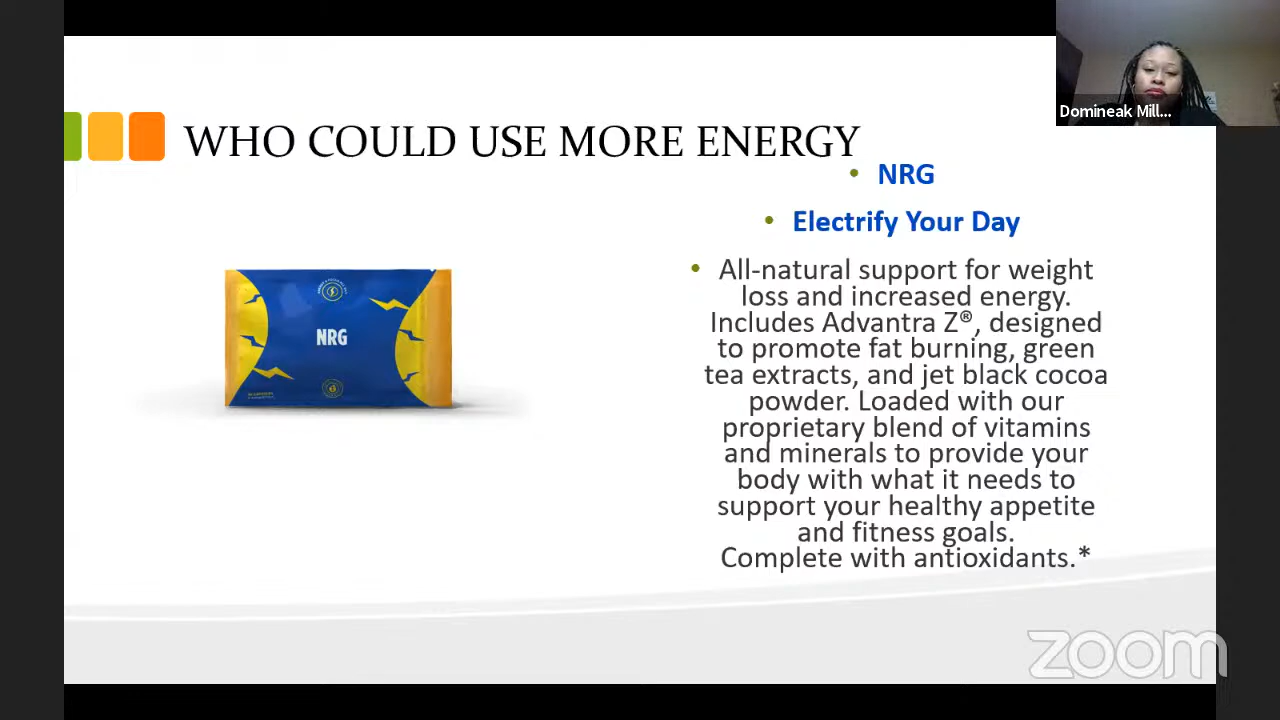 Domineak Mill...
WHO COULD USE MORE ENERGY
• NRG
• Electrify Your Day
• All-natural support for weight
loss and increased energy.
Includes Advantra Z®, designed
to promote fat burning, green
tea extracts, and jet black cocoa
powder. Loaded with our
proprietary blend of vitamins
and minerals to provide your
body with what it needs to
support your healthy appetite
and fitness goals.
Complete with antioxidants.*
NRG
zoom